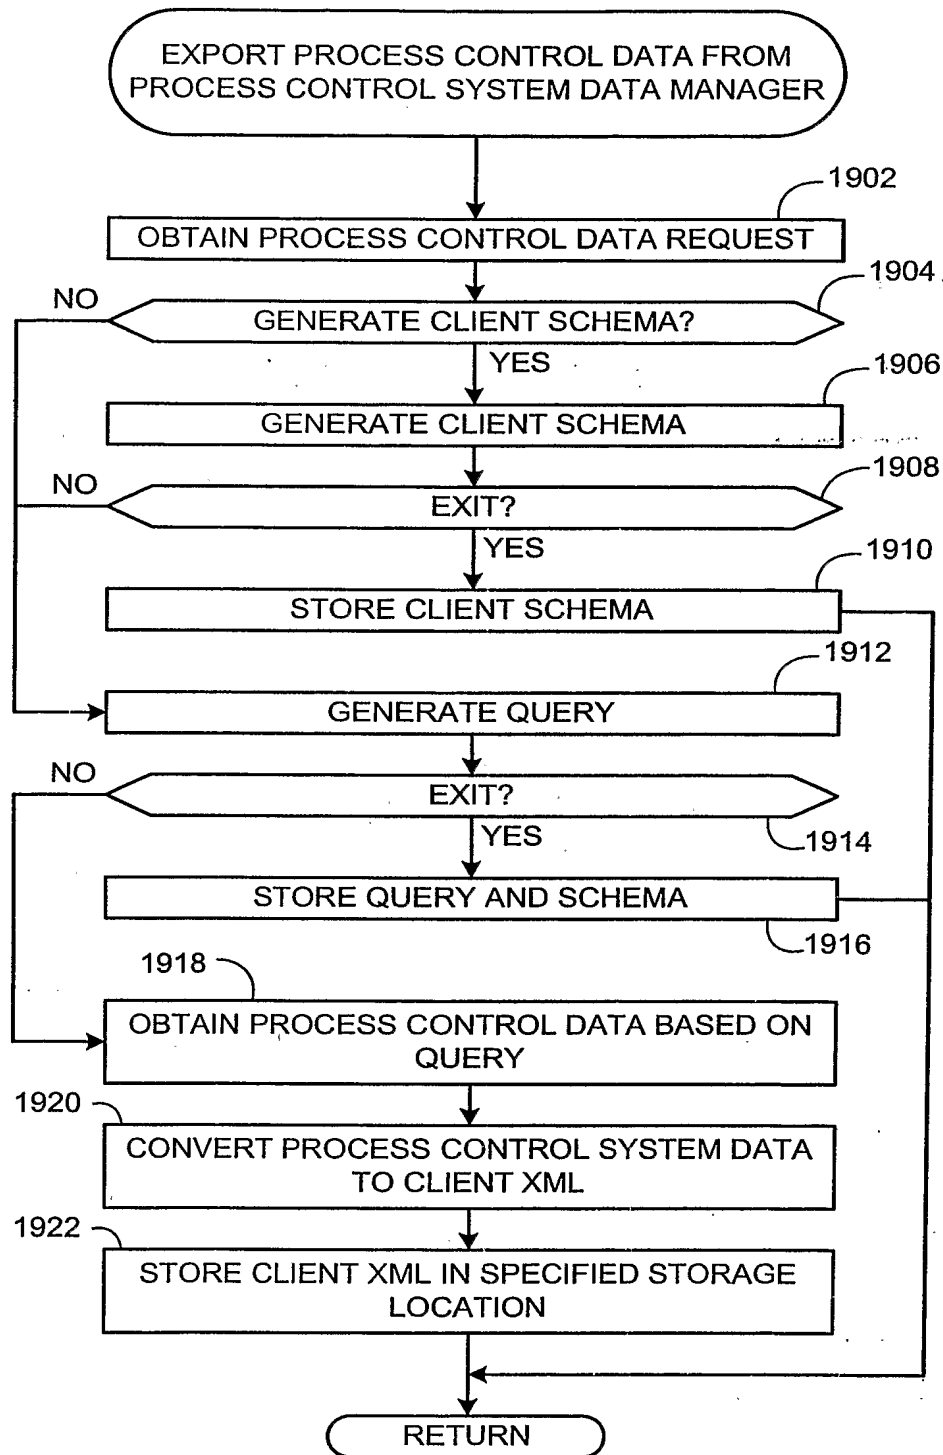 EXPORT PROCESS CONTROL DATA FROM
PROCESS CONTROL SYSTEM DATA MANAGER
1902
OBTAIN PROCESS CONTROL DATA REQUEST
1904
NO
GENERATE CLIENT SCHEMA?
YES
1906
GENERATE CLIENT SCHEMA
1908
NO
EXIT?
YES
1910
STORE CLIENT SCHEMA
1912
GENERATE QUERY
NO
EXIT?
YES
1914
STORE QUERY AND SCHEMA
1916
1918
OBTAIN PROCESS CONTROL DATA BASED ON
QUERY
1920
CONVERT PROCESS CONTROL SYSTEM DATA
TO CLIENT XML
1922
STORE CLIENT XML IN SPECIFIED STORAGE
LOCATION
RETURN